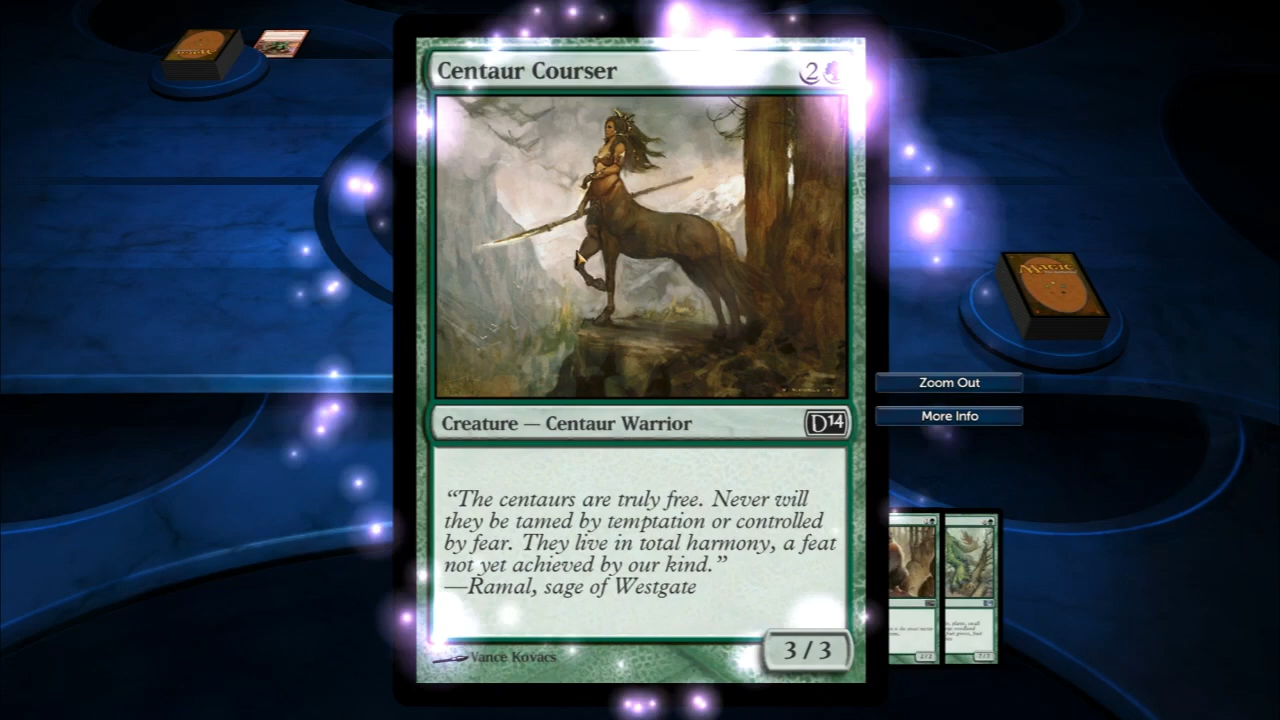 Centaur Courser
2
Creature — Centaur Warrior
D14
“The centaurs are truly free. Never will
they be tamed by temptation or controlled
by fear. They live in total harmony, a feat
not yet achieved by our kind.”
—Ramal, sage of Westgate
Vance Kovacs
3/3
Magic
Zoom Out
More Info